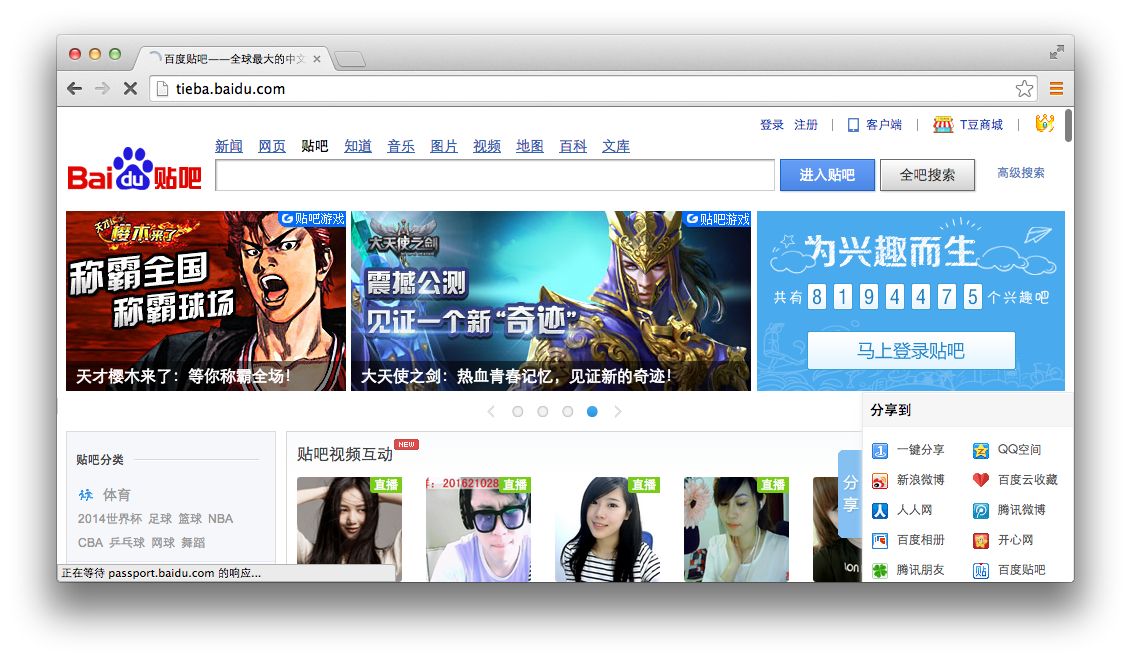 百度贴吧——全球最大的中文
tieba.baidu.com
登录 注册 | 客户端 | T豆商城 |
新闻 网页 贴吧 知道 音乐 图片 视频 地图 百科 文库
Bai du 贴吧
进入贴吧 全吧搜索 高级搜索
贴吧游戏
天才 樱木来了
称霸全国
称霸球场
天才樱木来了：等你称霸全场！
贴吧游戏
大天使之剑
震撼公测
见证一个新“奇迹”
大天使之剑：热血青春记忆，见证新的奇迹！
为兴趣而生
共有 8 1 9 4 4 7 5 个兴趣吧
马上登录贴吧
贴吧分类
体育
2014世界杯 足球 篮球 NBA
CBA 乒乓球 网球 舞蹈
贴吧视频互动 NEW
直播
：201621028 直播
直播
直播
分享
分享到
一键分享 QQ空间
新浪微博 百度云收藏
人人网 腾讯微博
百度相册 开心网
腾讯朋友 百度贴吧
正在等待 passport.baidu.com 的响应...